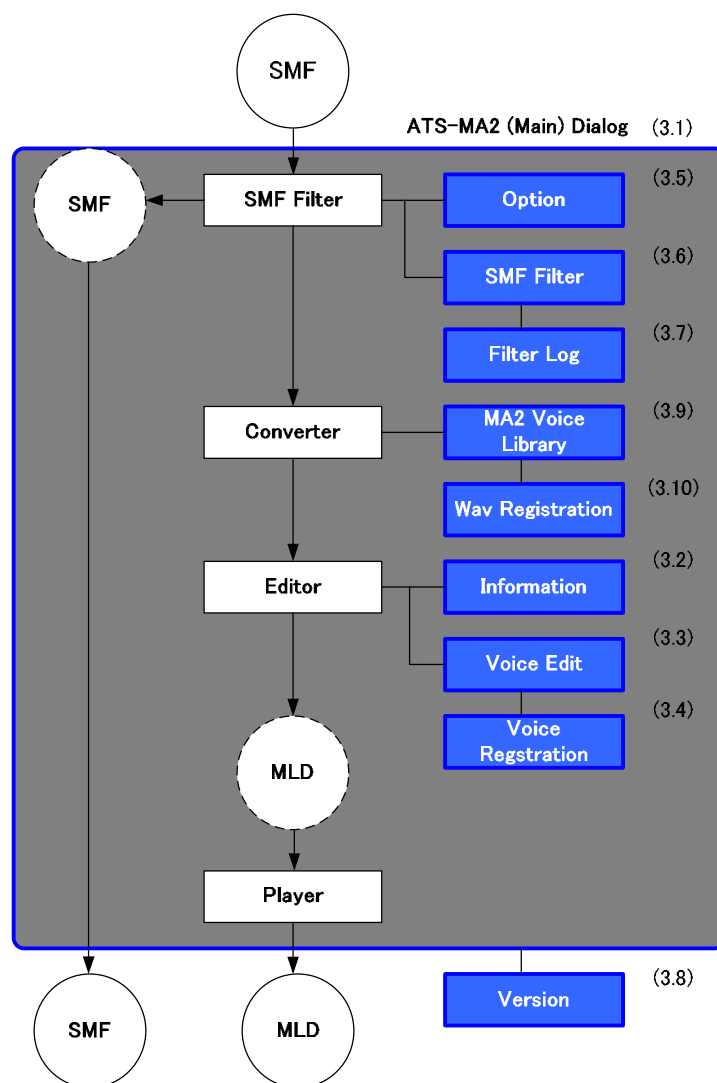 SMF
ATS-MA2 (Main) Dialog (3.1)
SMF
SMF Filter
Option
(3.5)
SMF Filter
(3.6)
Filter Log
(3.7)
Converter
MA2 Voice
Library
(3.9)
Wav Registration
(3.10)
Editor
Information
(3.2)
Voice Edit
(3.3)
Voice
Regstration
(3.4)
MLD
Player
Version
(3.8)
SMF
MLD